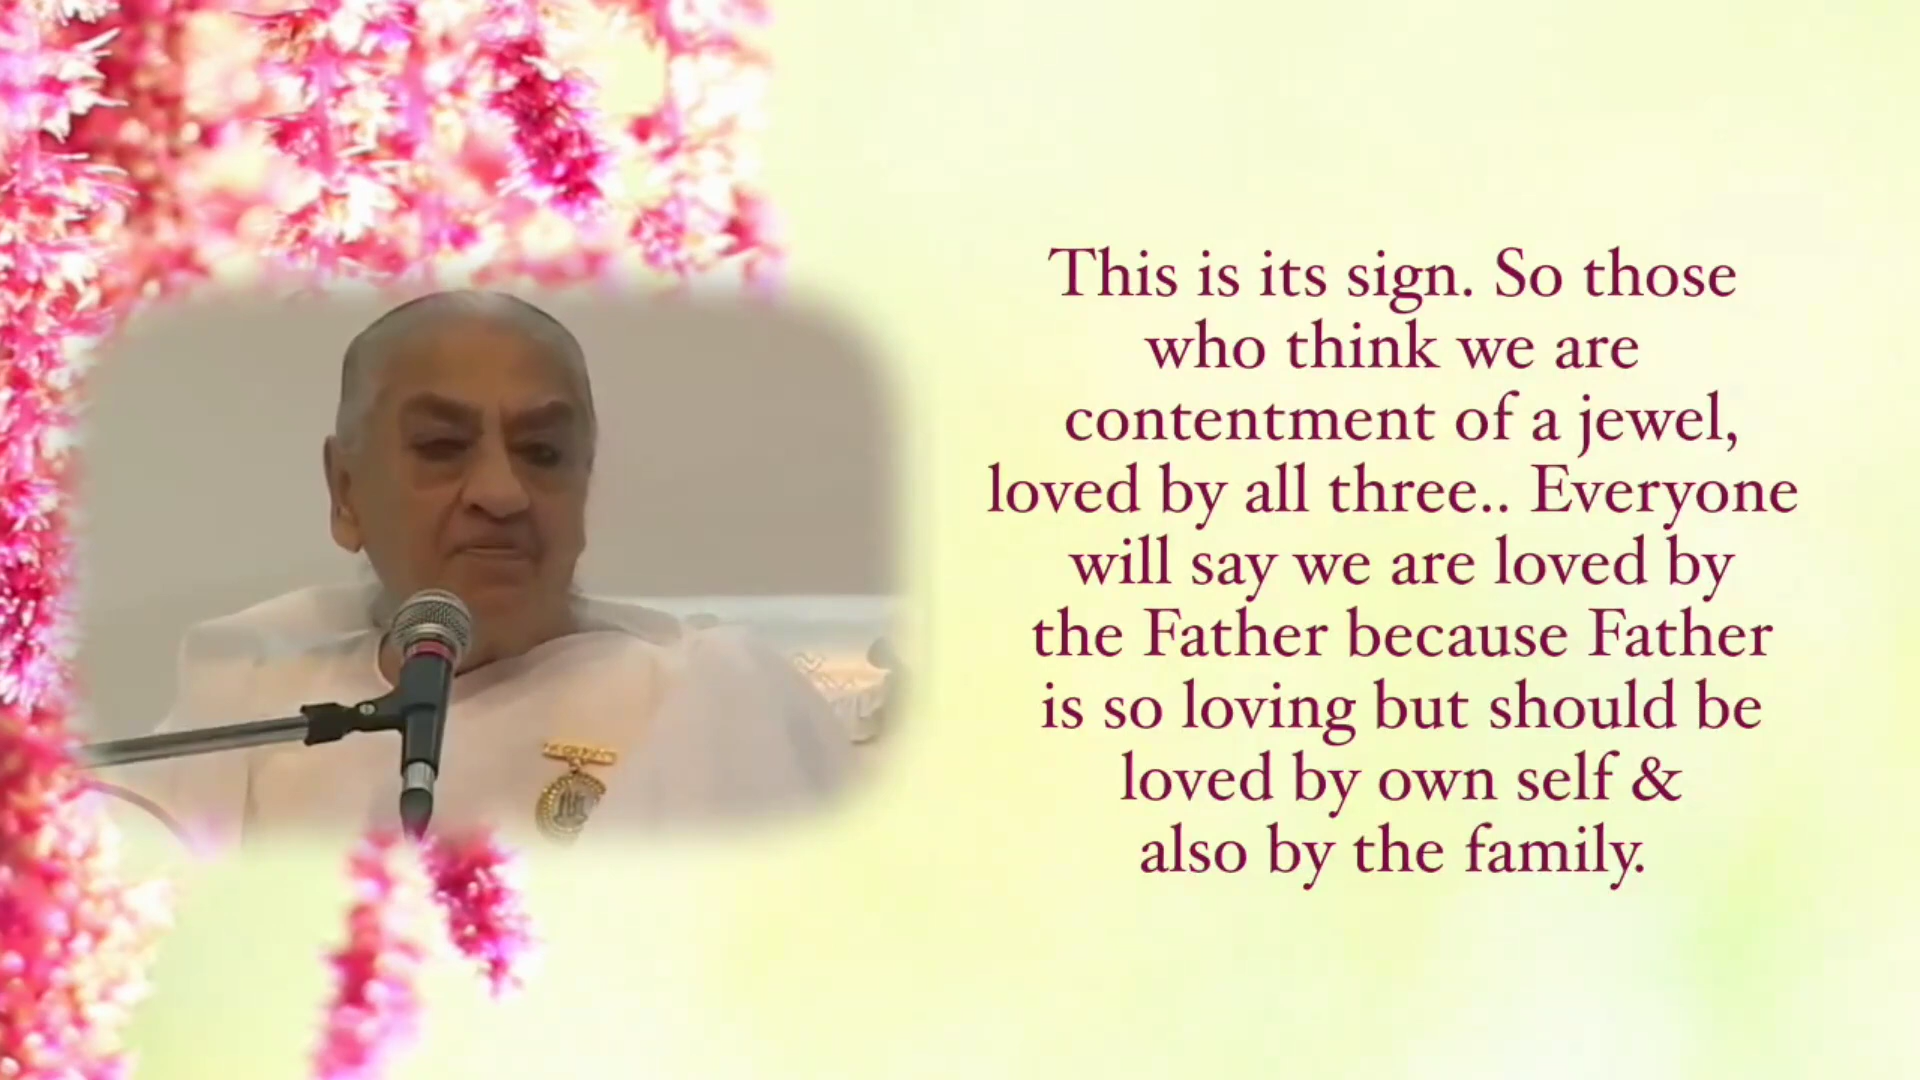 This is its sign. So those
who think we are
contentment of a jewel,
loved by all three.. Everyone
will say we are loved by
the Father because Father
is so loving but should be
loved by own self &
also by the family.